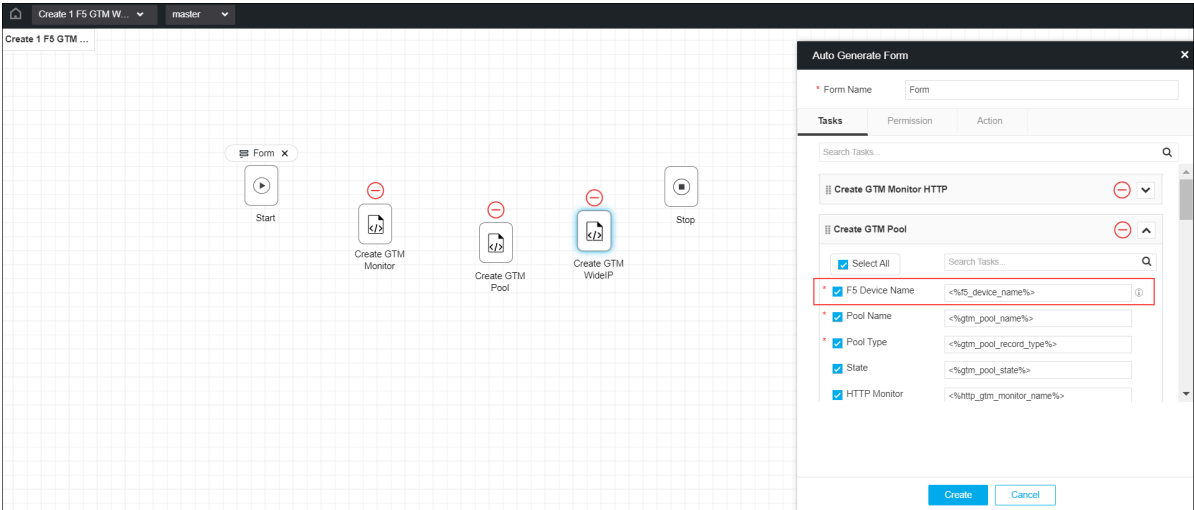 Create 1 F5 GTM W...
master
Create 1 F5 GTM ...
Form
Start
Create GTM
Monitor
Create GTM
Pool
Create GTM
WideIP
Stop
Auto Generate Form
* Form Name
Form
Tasks
Permission
Action
Search Tasks...
Create GTM Monitor HTTP
Create GTM Pool
Select All
Search Tasks...
* F5 Device Name
<%f5_device_name%>
* Pool Name
<%gtm_pool_name%>
* Pool Type
<%gtm_pool_record_type%>
State
<%gtm_pool_state%>
HTTP Monitor
<%http_gtm_monitor_name%>
Create
Cancel